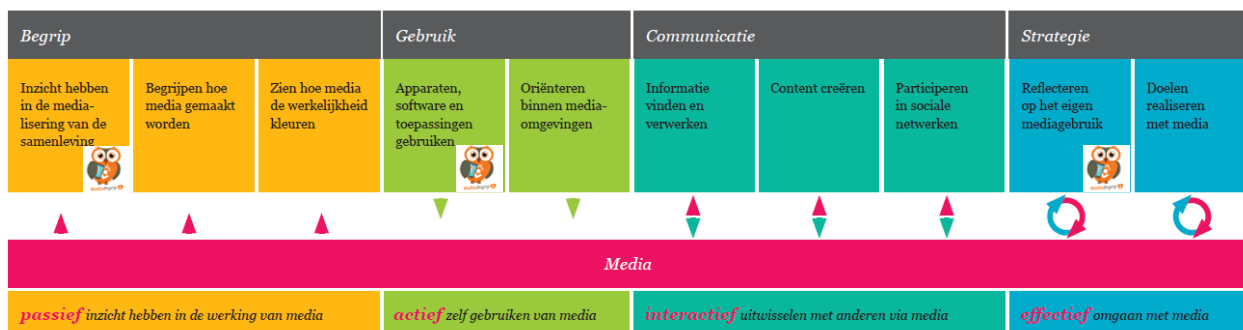 Begrip
Gebruik
Communicatie
Strategie
Inzicht hebben
in de media-
lisering van de
samenleving
Begrijpen hoe
media gemaakt
worden
Zien hoe media
de werkelijkheid
kleuren
Apparaten,
software en
toepassingen
gebruiken
Oriënteren
binnen media-
omgevingen
Informatie
vinden en
verwerken
Content creëren
Participeren
in sociale
netwerken
Reflecteren
op het eigen
mediagebruik
Doelen
realiseren
met media
MediaBegrip
MediaBegrip
MediaBegrip
Media
passief inzicht hebben in de werking van media
actief zelf gebruiken van media
interactief uitwisselen met anderen via media
effectief omgaan met media